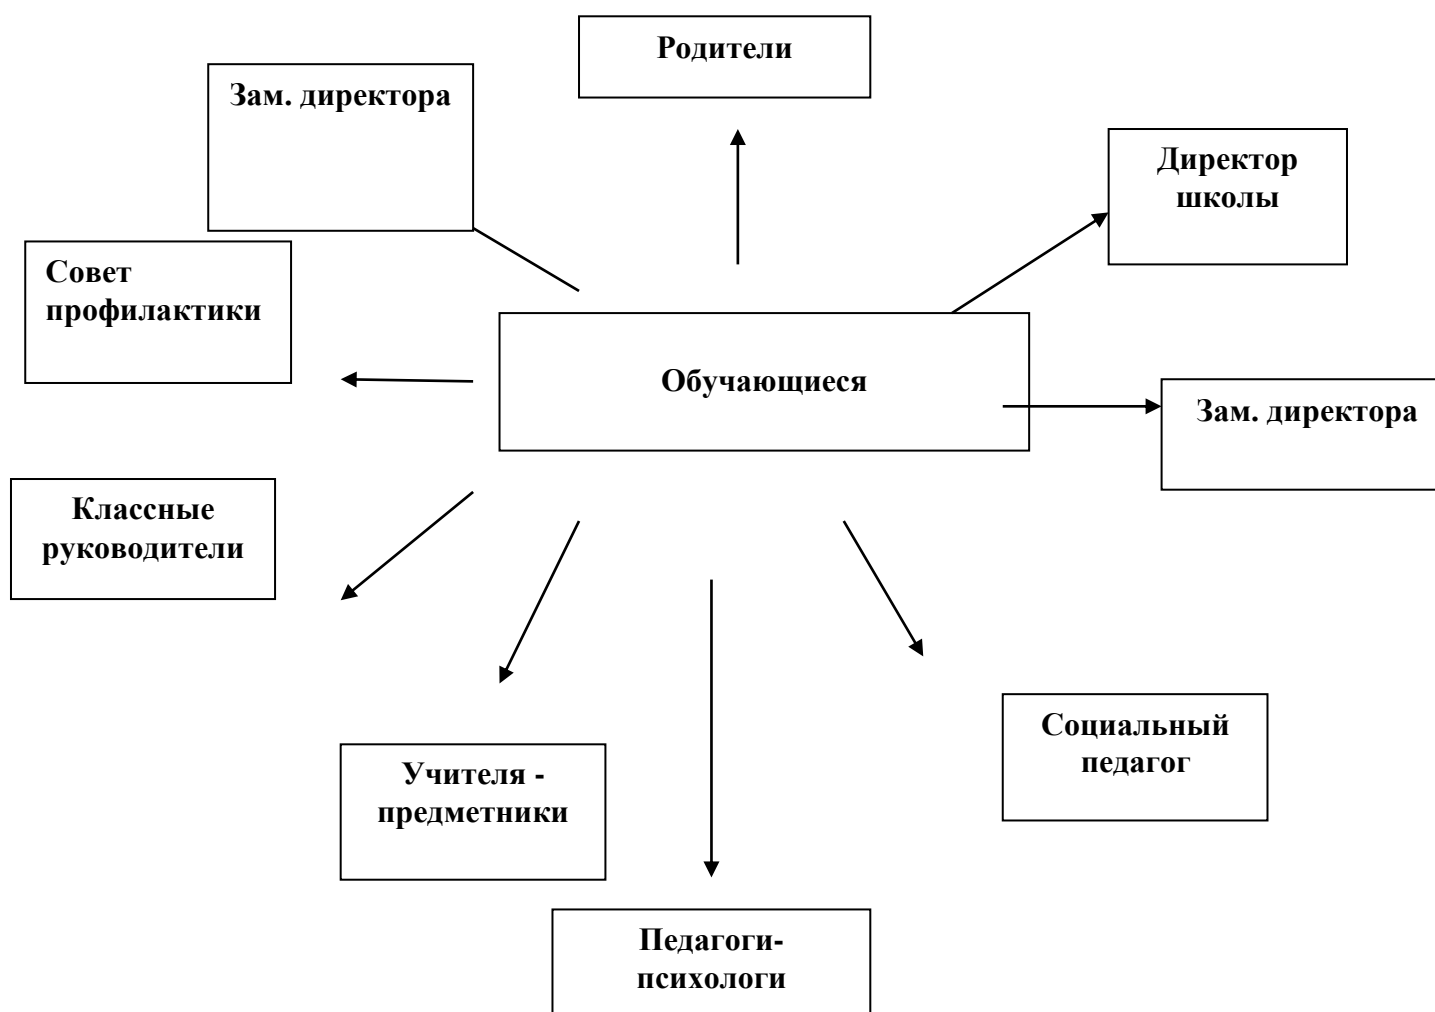 Родители
Зам. директора
Директор
школы
Совет
профилактики
Обучающиеся
Зам. директора
Классные
руководители
Социальный
педагог
Учителя -
предметники
Педагоги-
психологи